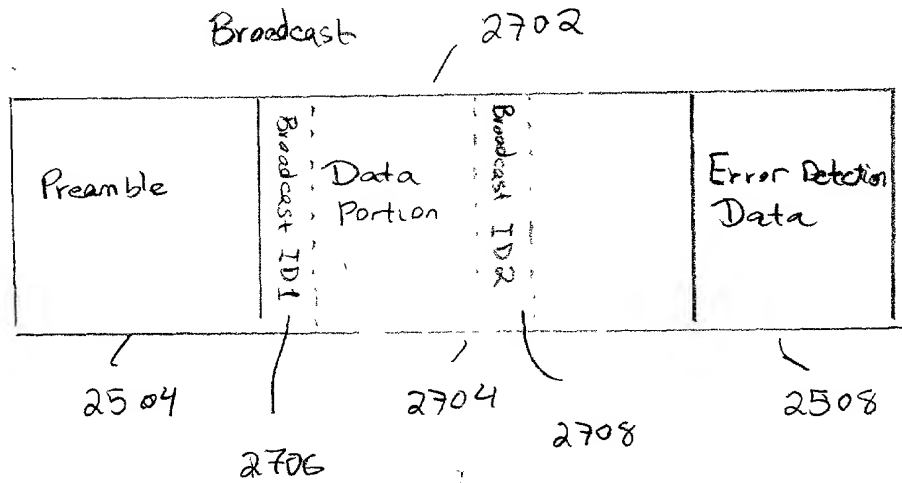 Broadcast
2702
Preamble
Broadcast ID1
Data
Portion
Broadcast ID2
Error Detection
Data
2504
2706
2704
2708
2508